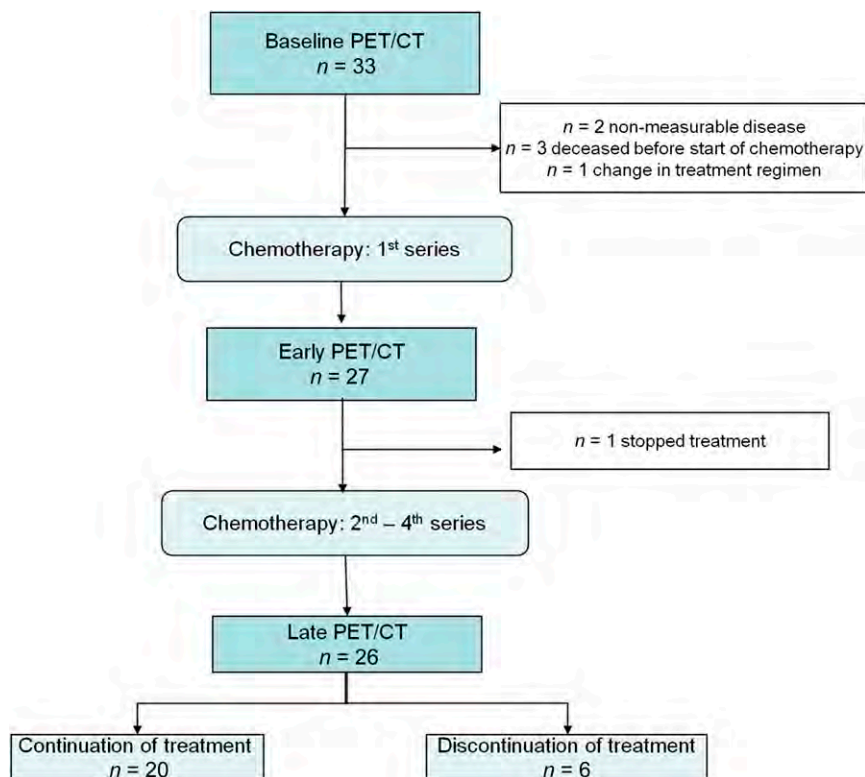 Baseline PET/CT
n = 33
n = 2 non-measurable disease
n = 3 deceased before start of chemotherapy
n = 1 change in treatment regimen
Chemotherapy: 1st series
Early PET/CT
n = 27
n = 1 stopped treatment
Chemotherapy: 2nd – 4th series
Late PET/CT
n = 26
Continuation of treatment
n = 20
Discontinuation of treatment
n = 6